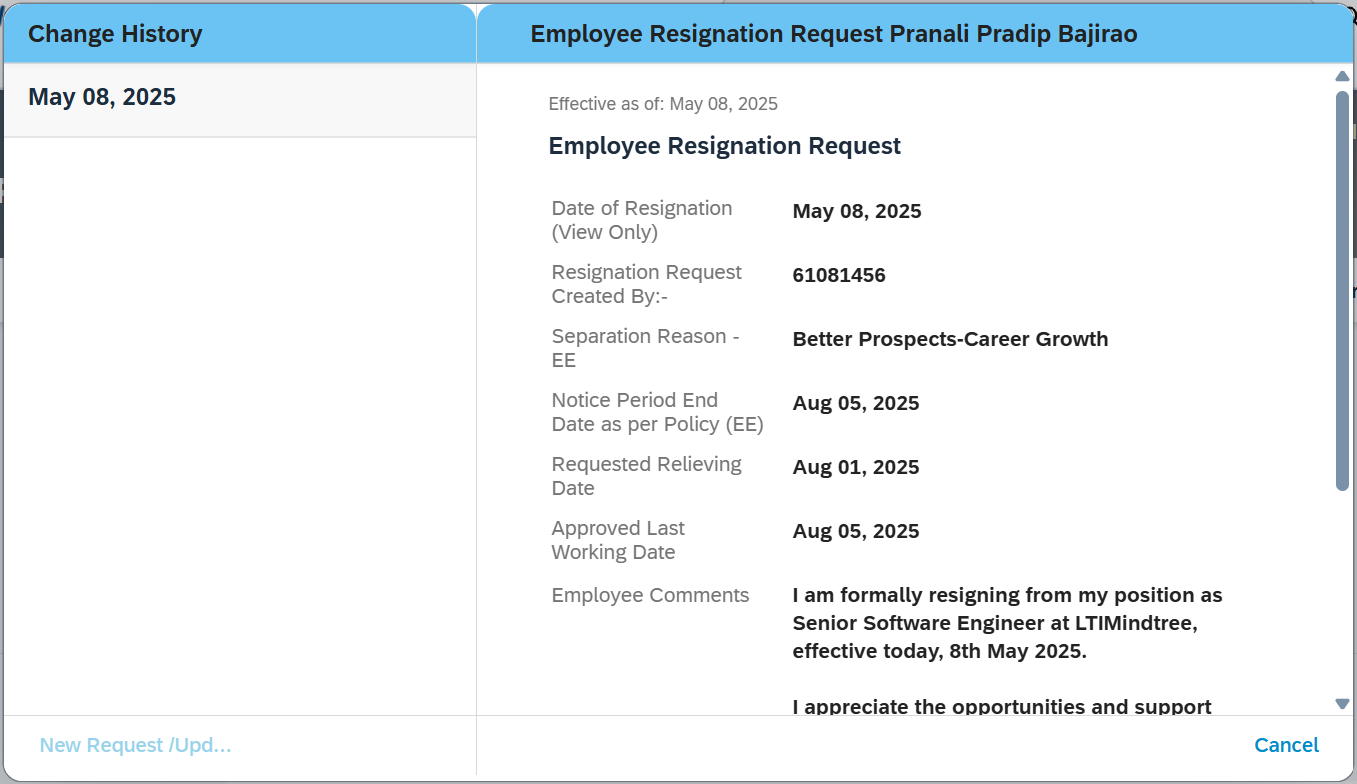 Change History
May 08, 2025
New Request /Upd...
Employee Resignation Request Pranali Pradip Bajirao
Effective as of: May 08, 2025
Employee Resignation Request
Date of Resignation
(View Only)
May 08, 2025
Resignation Request
Created By:-
61081456
Separation Reason -
EE
Better Prospects-Career Growth
Notice Period End
Date as per Policy (EE)
Aug 05, 2025
Requested Relieving
Date
Aug 01, 2025
Approved Last
Working Date
Aug 05, 2025
Employee Comments
I am formally resigning from my position as
Senior Software Engineer at LTIMindtree,
effective today, 8th May 2025.
I appreciate the opportunities and support
Cancel